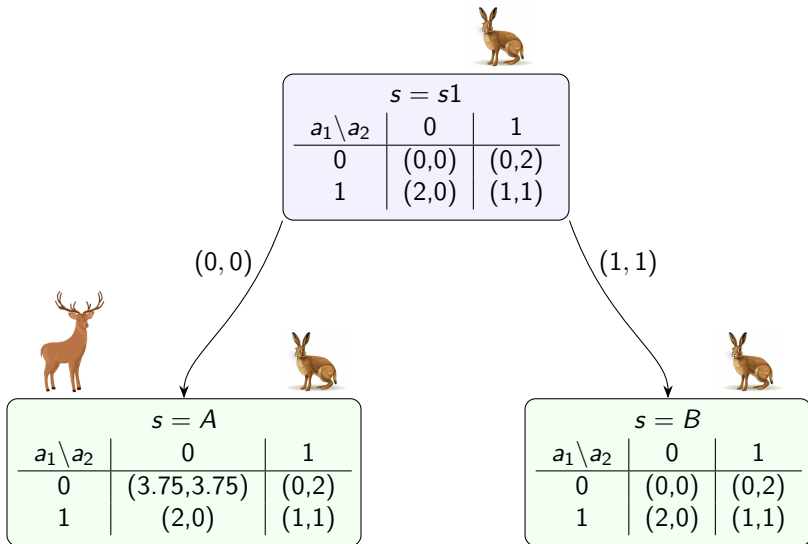 s = s1
a₁\a₂ 0 1
0 (0,0) (0,2)
1 (2,0) (1,1)
(0, 0)
(1, 1)
s = A
a₁\a₂ 0 1
0 (3.75,3.75) (0,2)
1 (2,0) (1,1)
s = B
a₁\a₂ 0 1
0 (0,0) (0,2)
1 (2,0) (1,1)